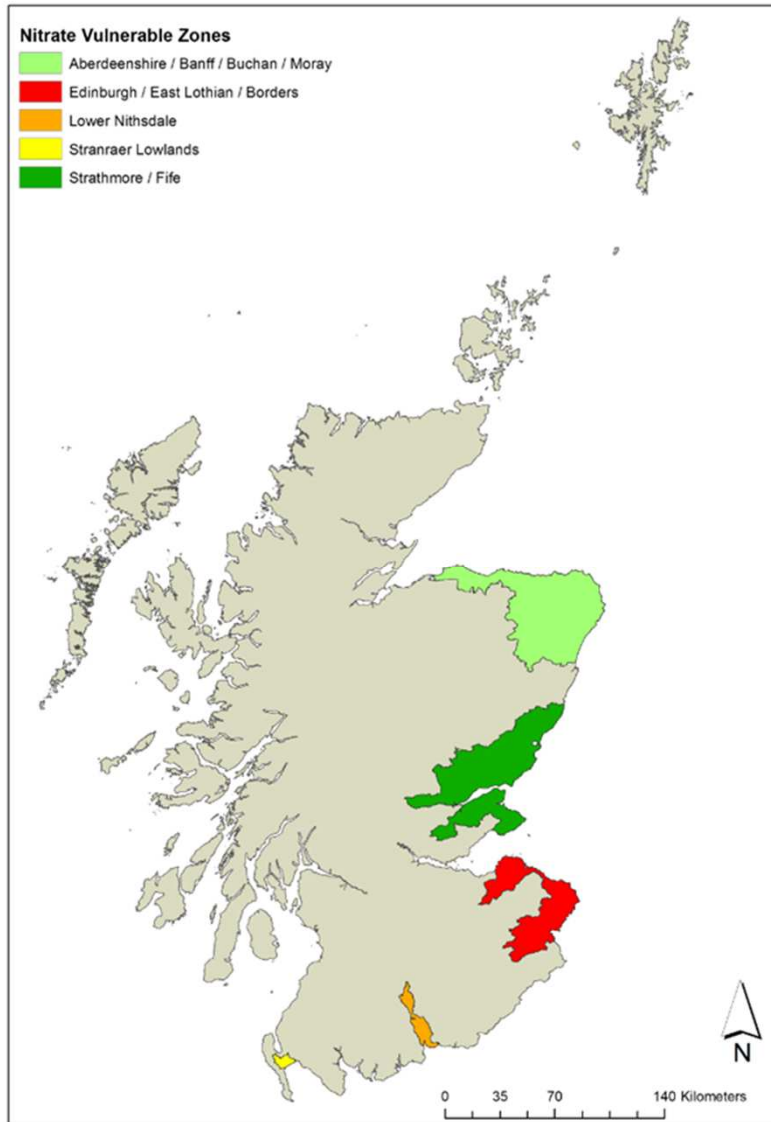 Nitrate Vulnerable Zones
Aberdeenshire / Banff / Buchan / Moray
Edinburgh / East Lothian / Borders
Lower Nithsdale
Stranraer Lowlands
Strathmore / Fife
N
0 35 70 140 Kilometers